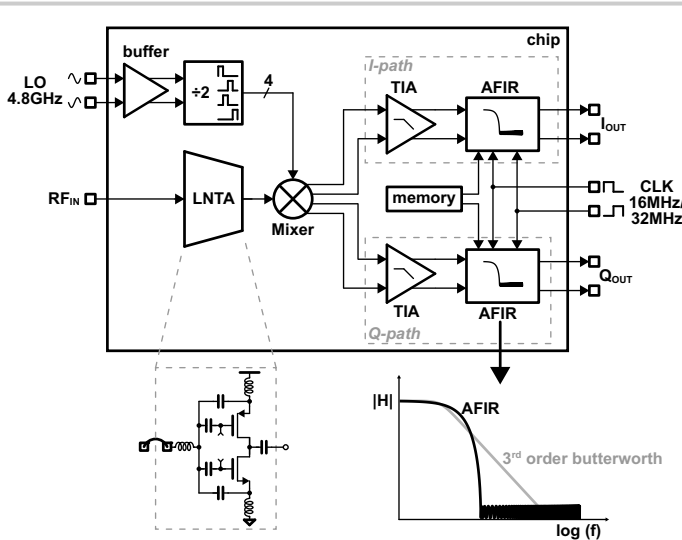 chip
buffer
LO
4.8GHz
÷2
4
I-path
TIA
AFIR
IOUT
RFIN
LNTA
Mixer
memory
CLK
16MHz/
32MHz
QOUT
TIA
AFIR
Q-path
|H|
AFIR
3rd order butterworth
log (f)